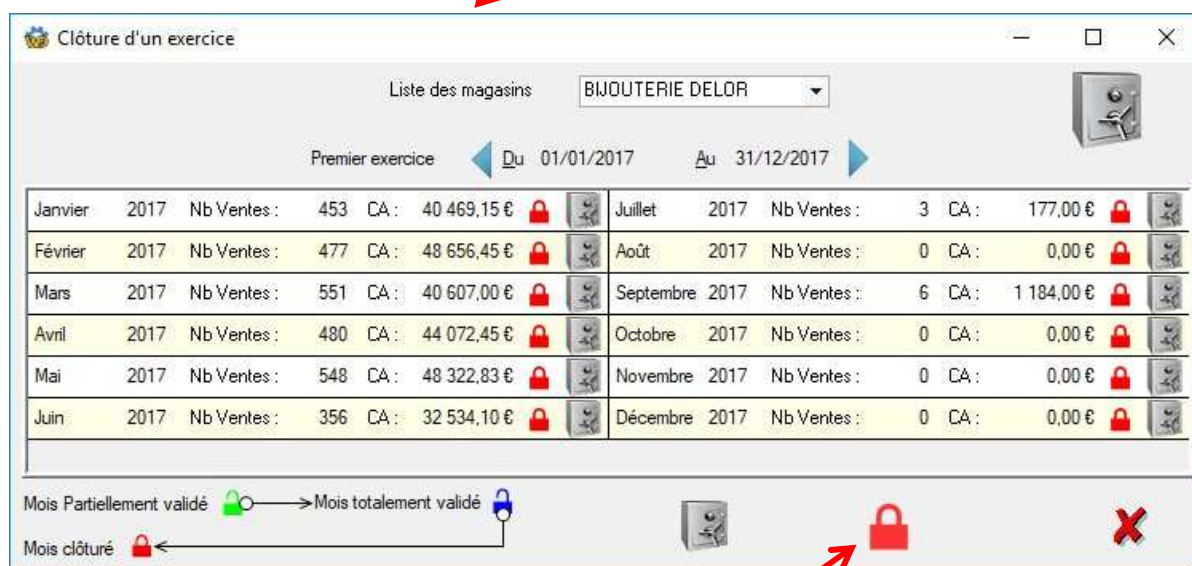 Clôture d'un exercice
Liste des magasins BIJOUTERIE DELOR
Premier exercice Du 01/01/2017 Au 31/12/2017
Janvier 2017 Nb Ventes : 453 CA : 40 469,15 € Juillet 2017 Nb Ventes : 3 CA : 177,00 €
Février 2017 Nb Ventes : 477 CA : 48 656,45 € Août 2017 Nb Ventes : 0 CA : 0,00 €
Mars 2017 Nb Ventes : 551 CA : 40 607,00 € Septembre 2017 Nb Ventes : 6 CA : 1 184,00 €
Avril 2017 Nb Ventes : 480 CA : 44 072,45 € Octobre 2017 Nb Ventes : 0 CA : 0,00 €
Mai 2017 Nb Ventes : 548 CA : 48 322,83 € Novembre 2017 Nb Ventes : 0 CA : 0,00 €
Juin 2017 Nb Ventes : 356 CA : 32 534,10 € Décembre 2017 Nb Ventes : 0 CA : 0,00 €
Mois Partiellement validé Mois totalement validé
Mois clôturé